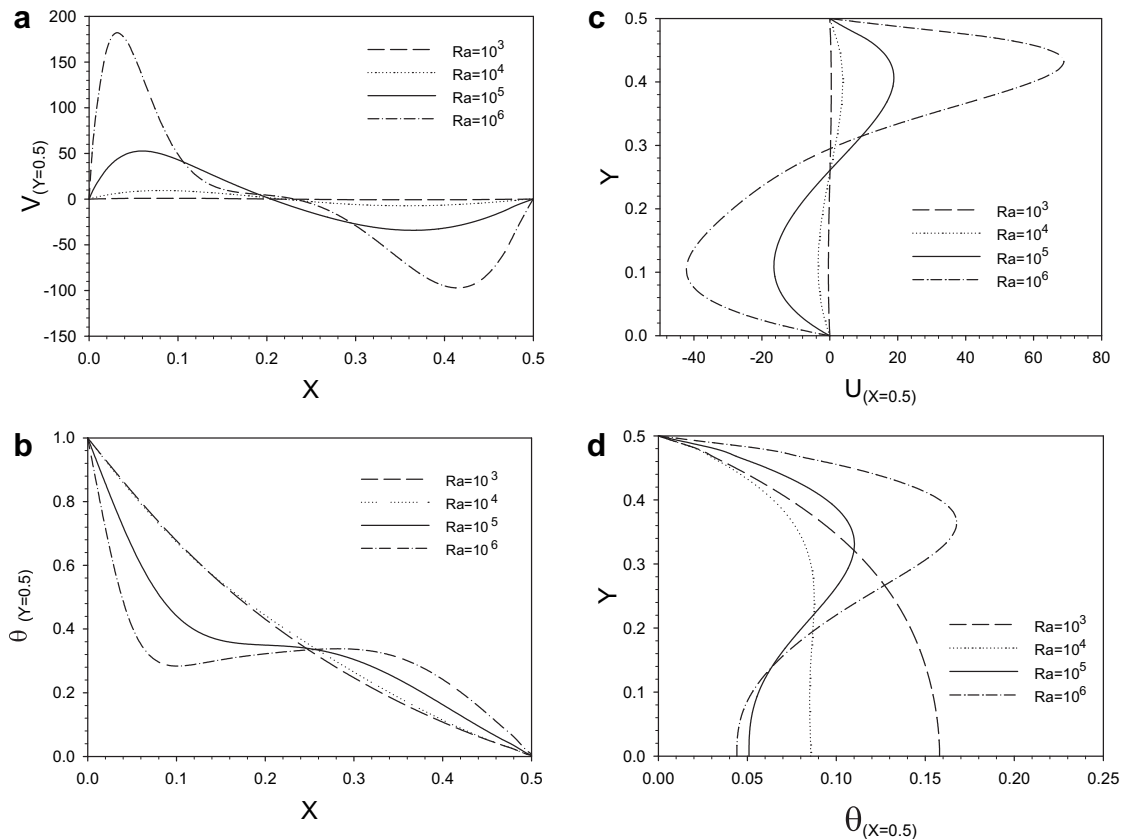 a
200
150
100
50
0
-50
-100
-150
0.0 0.1 0.2 0.3 0.4 0.5
V(Y=0.5)
X
Ra=10^3
Ra=10^4
Ra=10^5
Ra=10^6
c
0.5
0.4
0.3
0.2
0.1
0.0
-40 -20 0 20 40 60 80
Y
U(X=0.5)
Ra=10^3
Ra=10^4
Ra=10^5
Ra=10^6
b
1.0
0.8
0.6
0.4
0.2
0.0
0.0 0.1 0.2 0.3 0.4 0.5
θ (Y=0.5)
X
Ra=10^3
Ra=10^4
Ra=10^5
Ra=10^6
d
0.5
0.4
0.3
0.2
0.1
0.0
0.00 0.05 0.10 0.15 0.20 0.25
Y
θ(X=0.5)
Ra=10^3
Ra=10^4
Ra=10^5
Ra=10^6